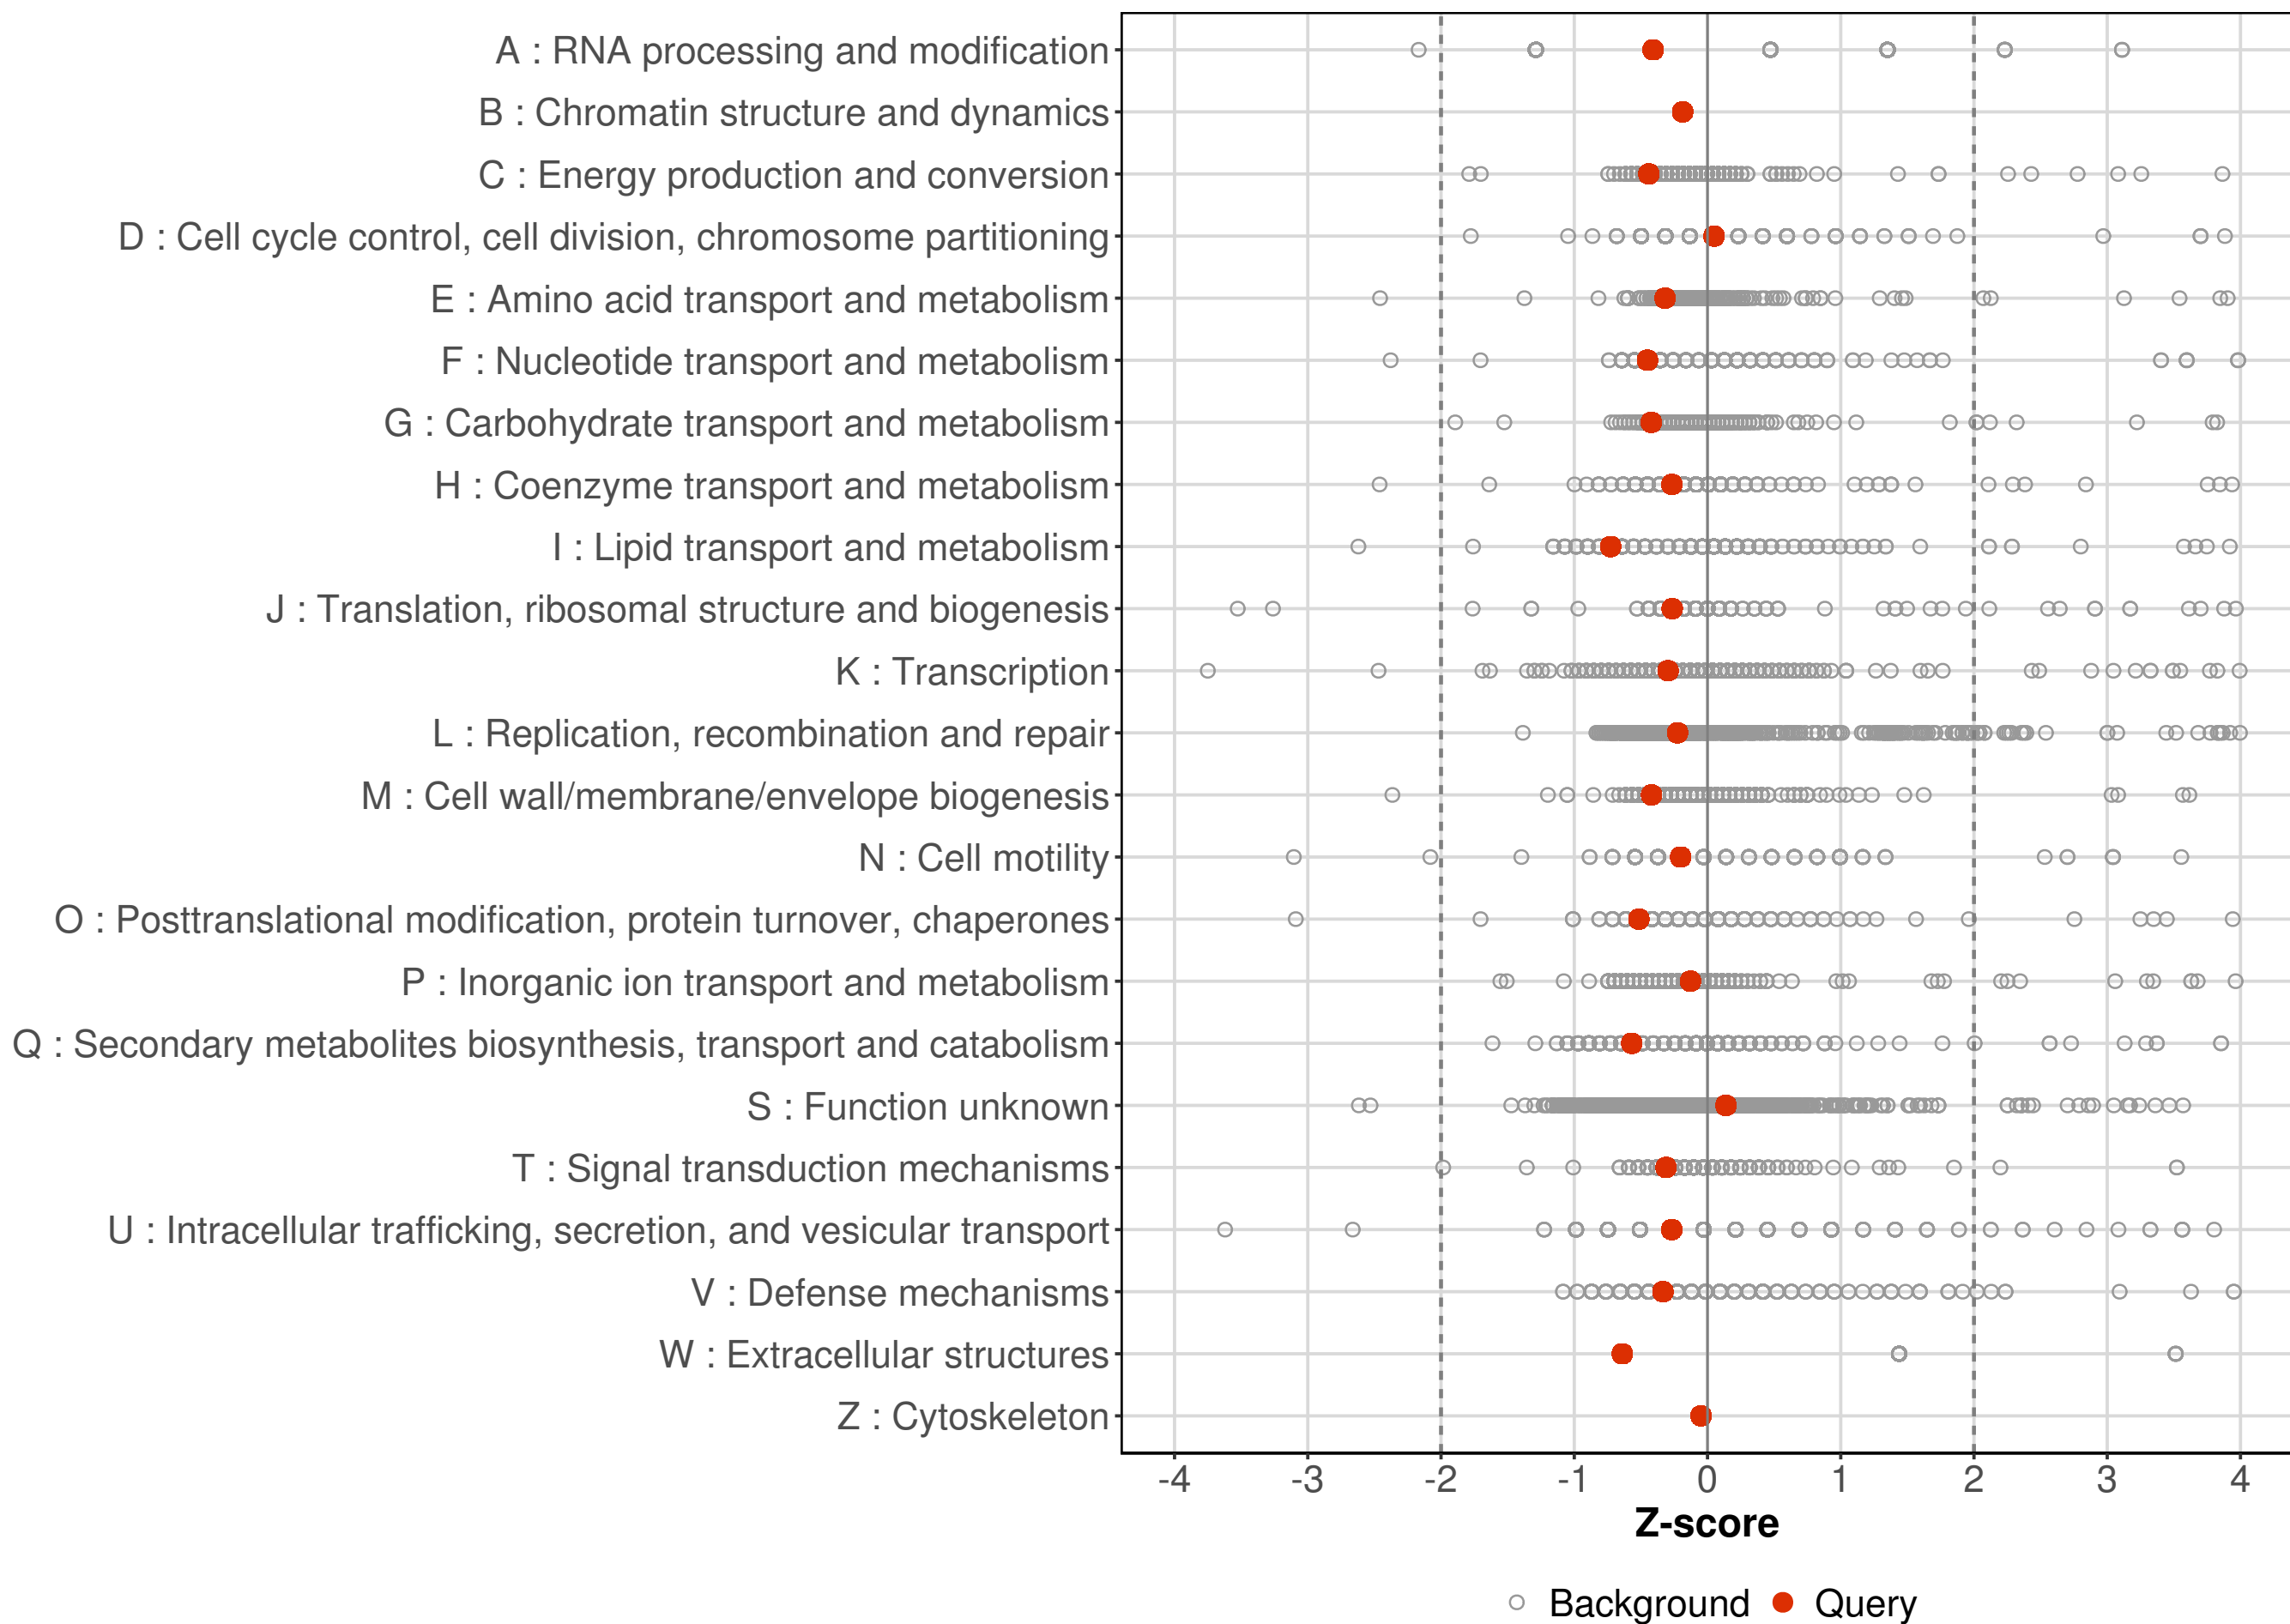 A : RNA processing and modification
B : Chromatin structure and dynamics
C : Energy production and conversion
D : Cell cycle control, cell division, chromosome partitioning
E : Amino acid transport and metabolism
F : Nucleotide transport and metabolism
G : Carbohydrate transport and metabolism
H : Coenzyme transport and metabolism
I : Lipid transport and metabolism
J : Translation, ribosomal structure and biogenesis
K : Transcription
L : Replication, recombination and repair
M : Cell wall/membrane/envelope biogenesis
N : Cell motility
O : Posttranslational modification, protein turnover, chaperones
P : Inorganic ion transport and metabolism
Q : Secondary metabolites biosynthesis, transport and catabolism
S : Function unknown
T : Signal transduction mechanisms
U : Intracellular trafficking, secretion, and vesicular transport
V : Defense mechanisms
W : Extracellular structures
Z : Cytoskeleton
-4 -3 -2 -1 0 1 2 3 4
Z-score
Background Query